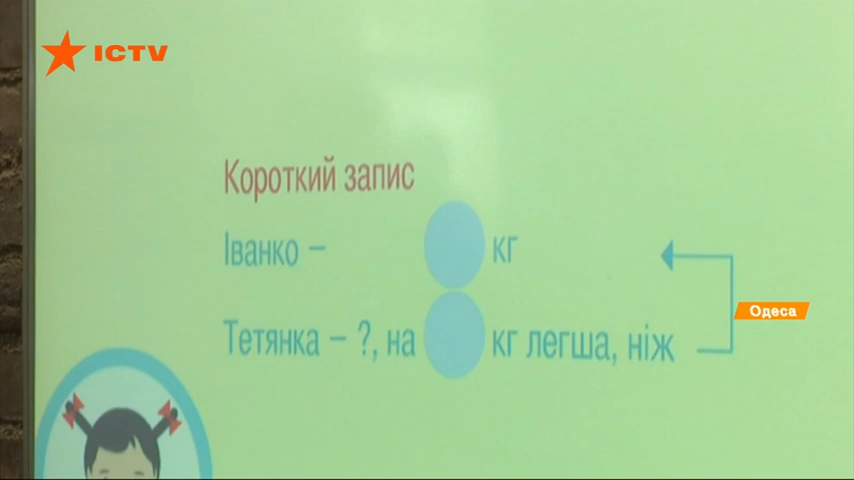 ICTV
Короткий запис
Іванко – кг
Тетянка – ?, на кг легша, ніж
Одеса